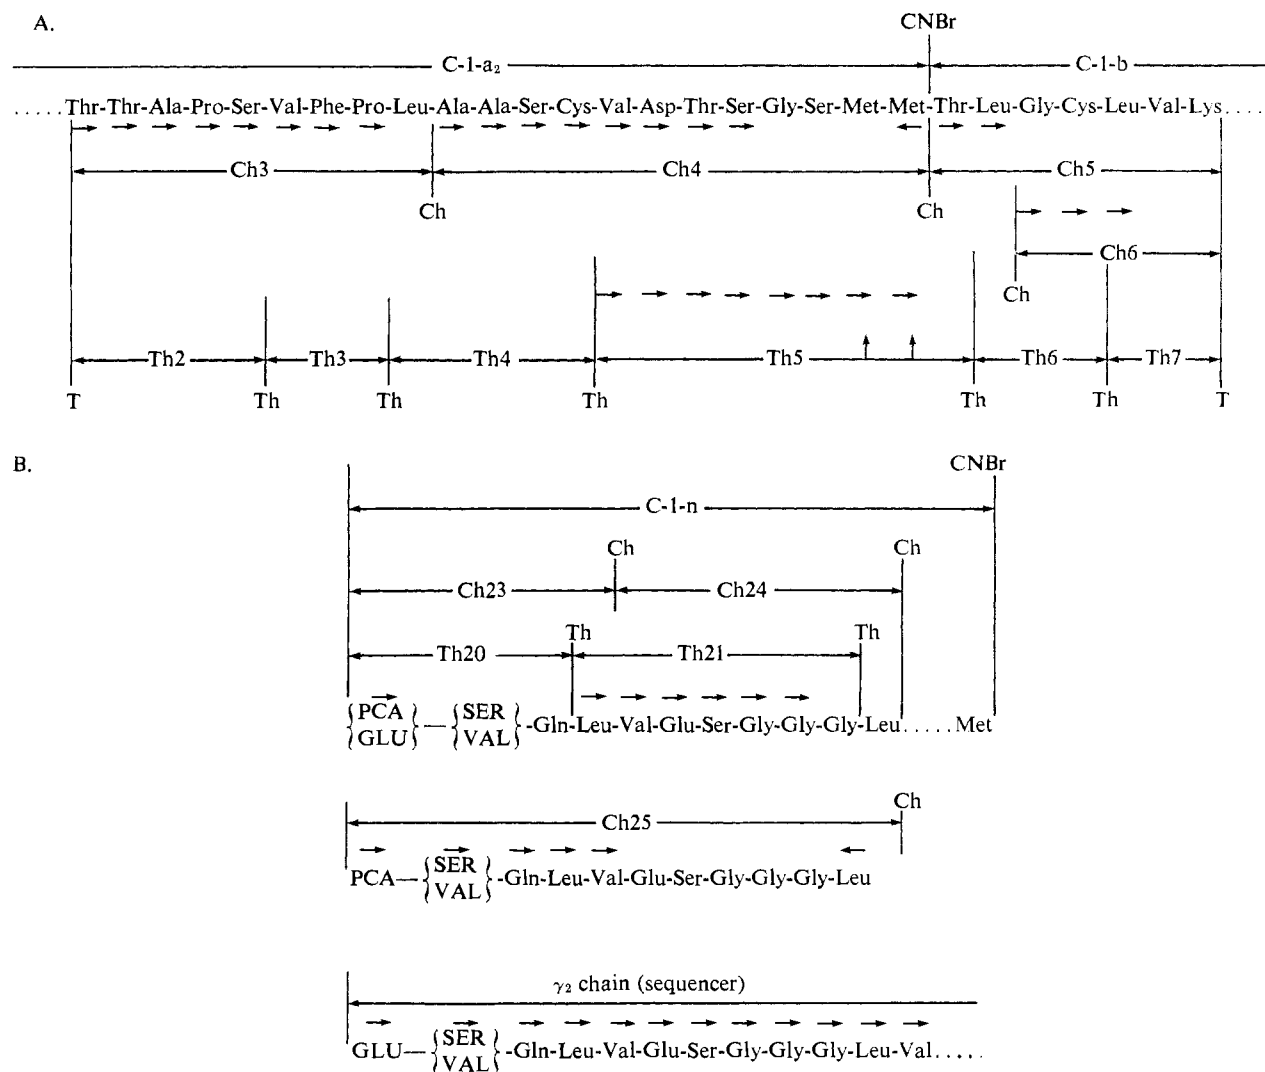 A.
CNBr
C-1-a₂ C-1-b
.....Thr-Thr-Ala-Pro-Ser-Val-Phe-Pro-Leu-Ala-Ala-Ser-Cys-Val-Asp-Thr-Ser-Gly-Ser-Met-Met-Thr-Leu-Gly-Cys-Leu-Val-Lys.....
Ch3 Ch4 Ch5
Ch Ch
Ch6
Ch
Th2 Th3 Th4 Th5 Th6 Th7
T Th Th Th Th Th T
B.
CNBr
C-1-n
Ch Ch
Ch23 Ch24
Th Th
Th20 Th21
{PCA} {SER}
{GLU}—{VAL}-Gln-Leu-Val-Glu-Ser-Gly-Gly-Gly-Leu.....Met
Ch
Ch25
PCA—{SER}-Gln-Leu-Val-Glu-Ser-Gly-Gly-Gly-Leu
{VAL}
γ₂ chain (sequencer)
GLU—{SER}-Gln-Leu-Val-Glu-Ser-Gly-Gly-Gly-Leu-Val.....
{VAL}